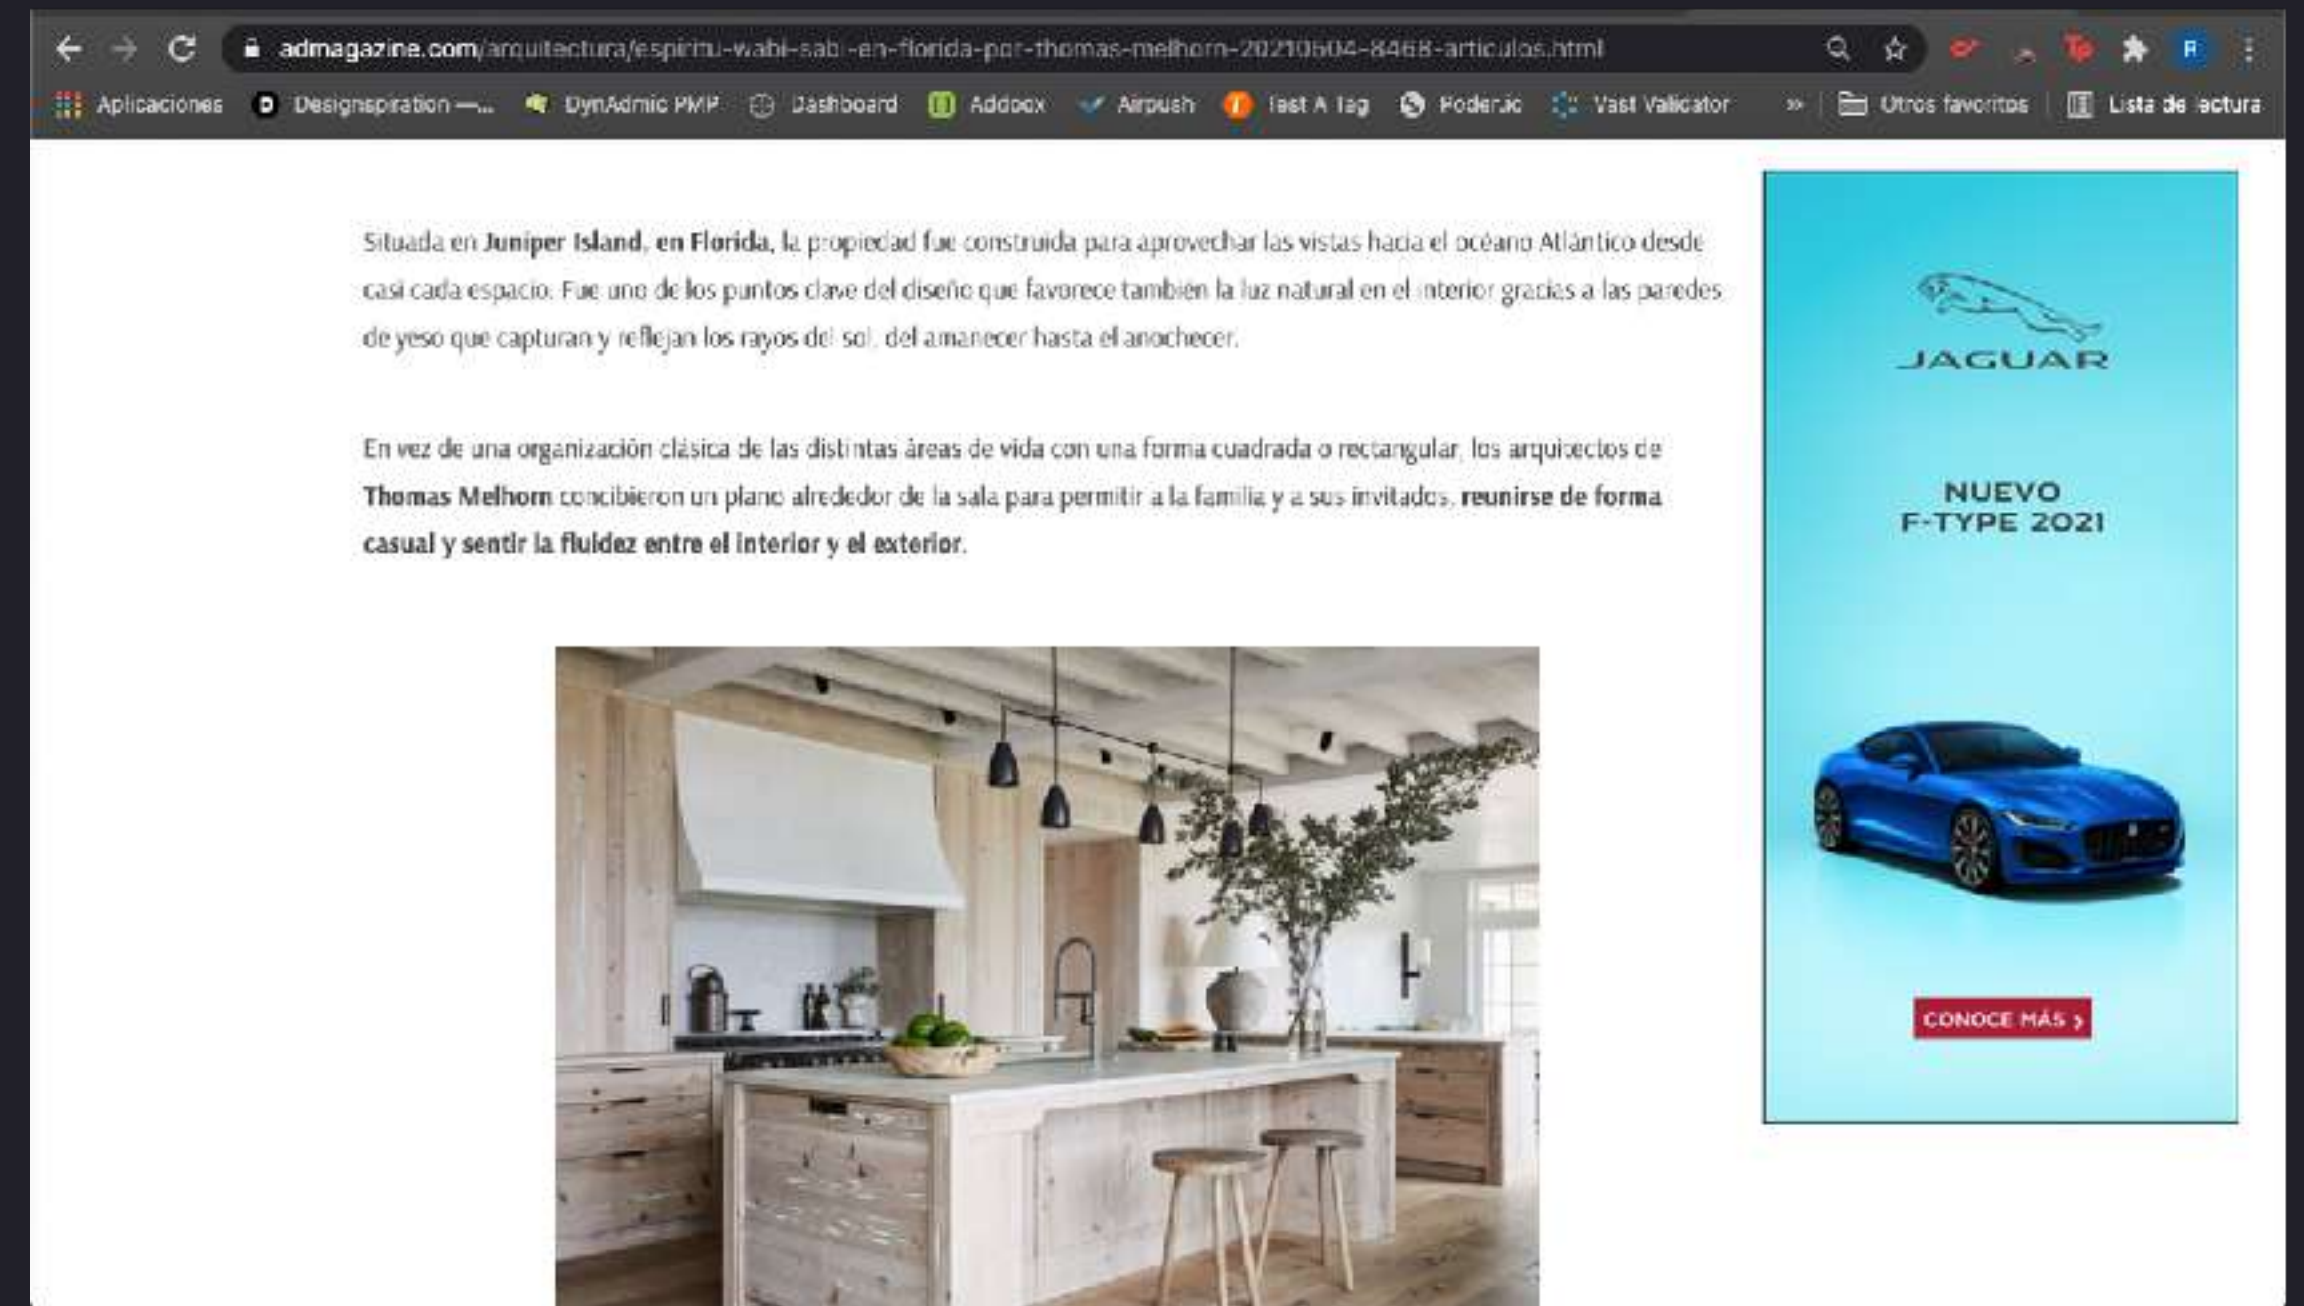 admagazine.com/arquitectura/espiritu-wabi-sabi-en-florida-por-thomas-melhorn-20210604-8468-articulos.html
Aplicaciones Designspiration —... DynAdmic PMP Dashboard Addoox Airpush Test A Tag Poder.io Vast Validator » Otros favoritos Lista de lectura
Situada en Juniper Island, en Florida, la propiedad fue construida para aprovechar las vistas hacia el océano Atlántico desde
casi cada espacio. Fue uno de los puntos clave del diseño que favorece también la luz natural en el interior gracias a las paredes
de yeso que capturan y reflejan los rayos del sol, del amanecer hasta el anochecer.
En vez de una organización clásica de las distintas áreas de vida con una forma cuadrada o rectangular, los arquitectos de
Thomas Melhorn concibieron un plano alrededor de la sala para permitir a la familia y a sus invitados, reunirse de forma
casual y sentir la fluidez entre el interior y el exterior.
JAGUAR
NUEVO
F-TYPE 2021
CONOCE MÁS >